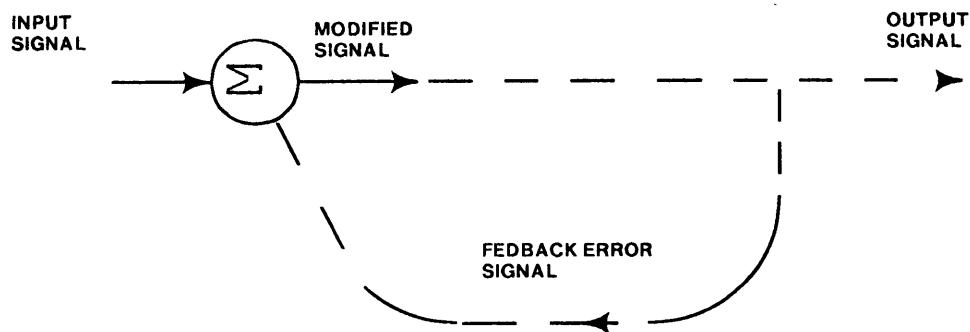 INPUT
SIGNAL
MODIFIED
SIGNAL
OUTPUT
SIGNAL
Σ
FEDBACK ERROR
SIGNAL